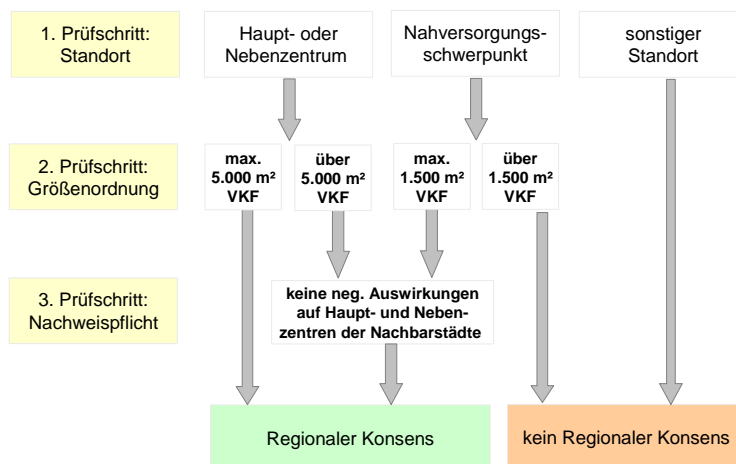 1. Prüfschritt:
Standort
Haupt- oder
Nebenzentrum
Nahversorgungs-
schwerpunkt
sonstiger
Standort
2. Prüfschritt:
Größenordnung
max.
5.000 m²
VKF
über
5.000 m²
VKF
max.
1.500 m²
VKF
über
1.500 m²
VKF
3. Prüfschritt:
Nachweispflicht
keine neg. Auswirkungen
auf Haupt- und Neben-
zentren der Nachbarstädte
Regionaler Konsens
kein Regionaler Konsens